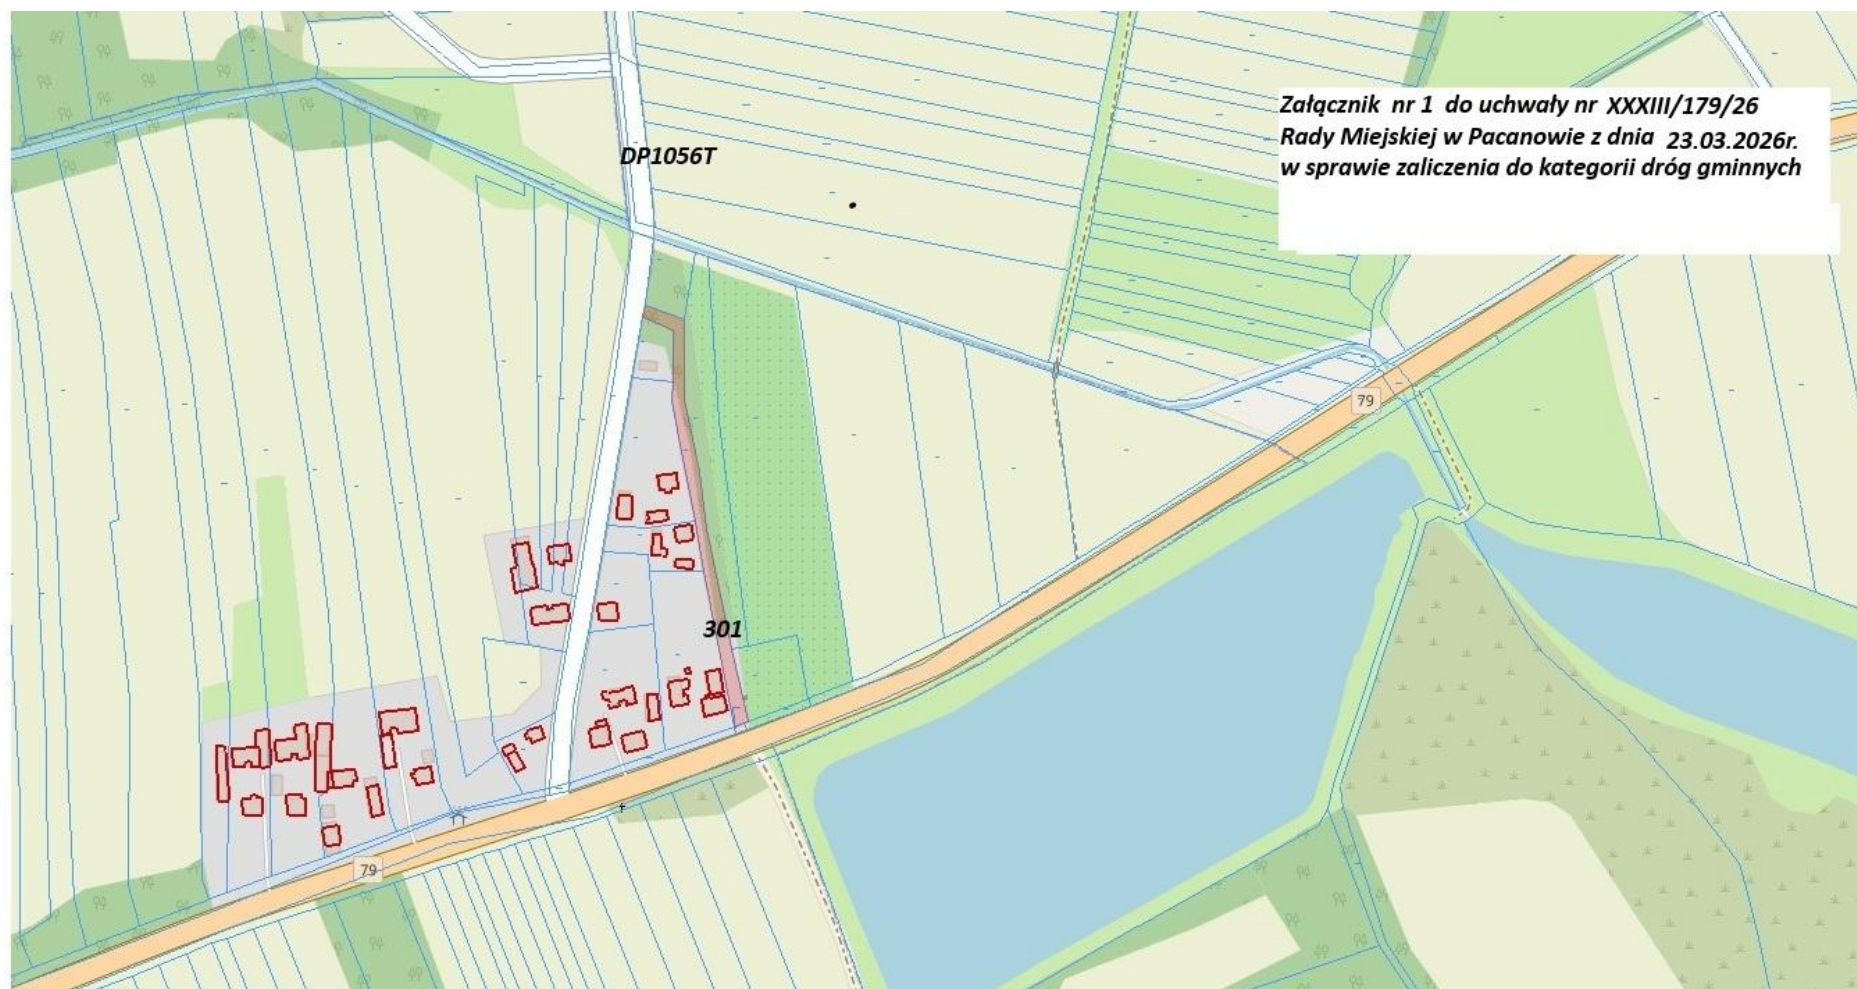 Załącznik nr 1 do uchwały nr XXXIII/179/26
Rady Miejskiej w Pacanowie z dnia 23.03.2026r.
w sprawie zaliczenia do kategorii dróg gminnych
DP1056T
79
301
79